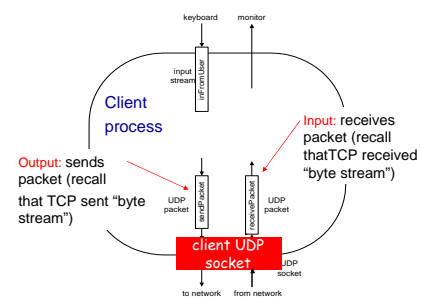 keyboard
monitor
input
stream
inFromUser
Client
process
Input: receives
packet (recall
thatTCP received
"byte stream")
Output: sends
packet (recall
that TCP sent "byte
stream")
UDP
packet
sendPacket
receivePacket
UDP
packet
client UDP
socket
UDP
socket
to network
from network